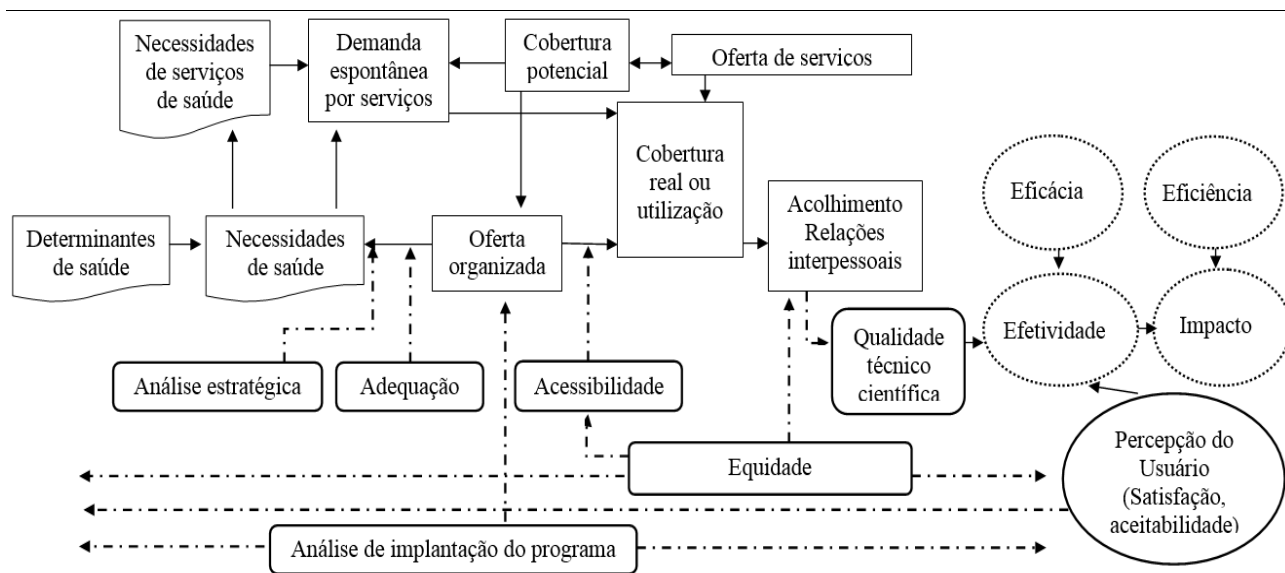 Necessidades
de serviços
de saúde
Demanda
espontânea
por serviços
Cobertura
potencial
Oferta de servicos
Cobertura
real ou
utilização
Determinantes
de saúde
Necessidades
de saúde
Oferta
organizada
Acolhimento
Relações
interpessoais
Eficácia
Eficiência
Análise estratégica
Adequação
Acessibilidade
Qualidade
técnico
científica
Efetividade
Impacto
Equidade
Percepção do
Usuário
(Satisfação,
aceitabilidade)
Análise de implantação do programa